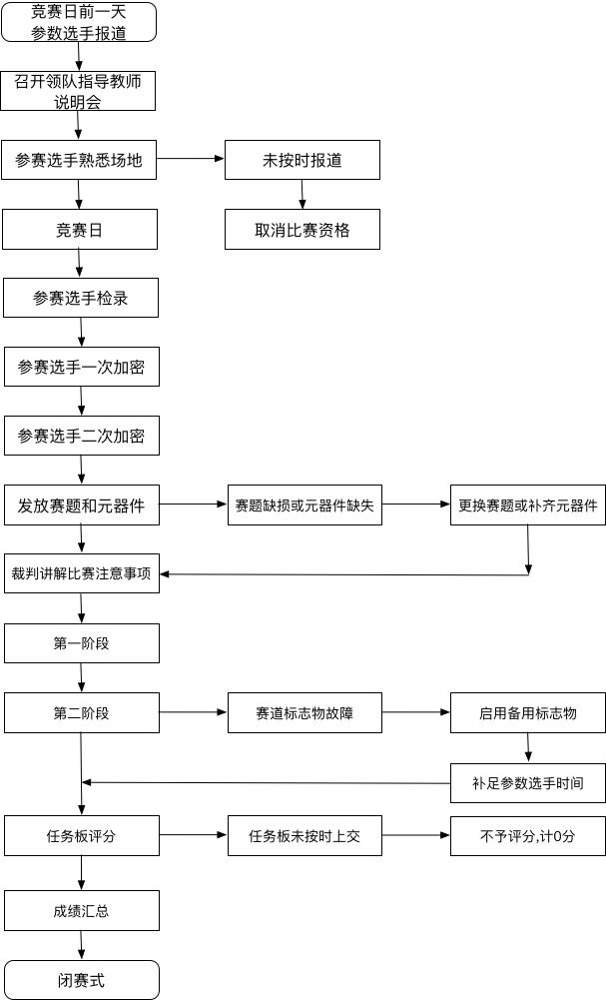 竞赛日前一天
参数选手报道
召开领队指导教师
说明会
参赛选手熟悉场地
未按时报道
竞赛日
取消比赛资格
参赛选手检录
参赛选手一次加密
参赛选手二次加密
发放赛题和元器件
赛题缺损或元器件缺失
更换赛题或补齐元器件
裁判讲解比赛注意事项
第一阶段
第二阶段
赛道标志物故障
启用备用标志物
补足参数选手时间
任务板评分
任务板未按时上交
不予评分,计0分
成绩汇总
闭赛式